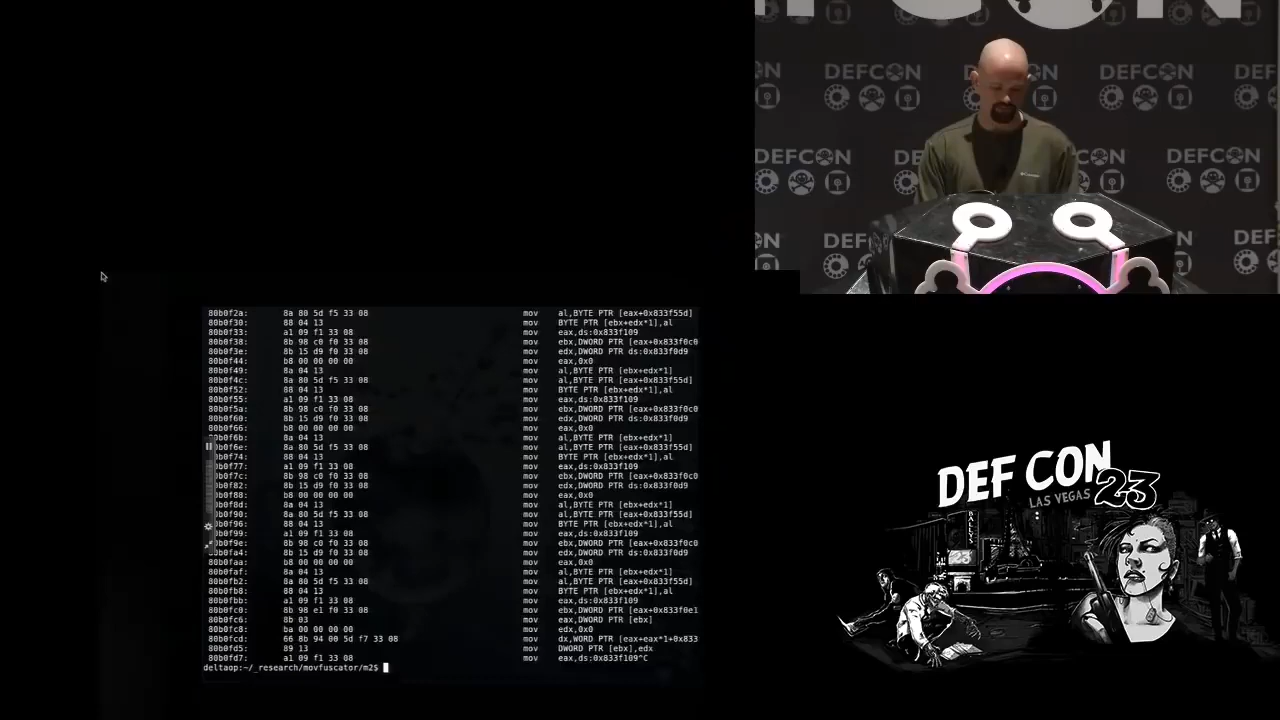 80b0f2a: 8a 80 5d f5 33 08 mov al,BYTE PTR [eax+0x833f55d]
80b0f30: 88 04 13 mov BYTE PTR [ebx+edx*1],al
80b0f33: a1 09 f1 33 08 mov eax,ds:0x833f109
80b0f38: 8b 98 c0 f0 33 08 mov ebx,DWORD PTR [eax+0x833f0c0
80b0f3e: 8b 15 d9 f0 33 08 mov edx,DWORD PTR ds:0x833f0d9
80b0f44: b8 00 00 00 00 mov eax,0x0
80b0f49: 8a 04 13 mov al,BYTE PTR [ebx+edx*1]
80b0f4c: 8a 80 5d f5 33 08 mov al,BYTE PTR [eax+0x833f55d]
80b0f52: 88 04 13 mov BYTE PTR [ebx+edx*1],al
80b0f55: a1 09 f1 33 08 mov eax,ds:0x833f109
80b0f5a: 8b 98 c0 f0 33 08 mov ebx,DWORD PTR [eax+0x833f0c0
80b0f60: 8b 15 d9 f0 33 08 mov edx,DWORD PTR ds:0x833f0d9
80b0f66: b8 00 00 00 00 mov eax,0x0
80b0f6b: 8a 04 13 mov al,BYTE PTR [ebx+edx*1]
80b0f6e: 8a 80 5d f5 33 08 mov al,BYTE PTR [eax+0x833f55d]
80b0f74: 88 04 13 mov BYTE PTR [ebx+edx*1],al
80b0f77: a1 09 f1 33 08 mov eax,ds:0x833f109
80b0f7c: 8b 98 c0 f0 33 08 mov ebx,DWORD PTR [eax+0x833f0c0
80b0f82: 8b 15 d9 f0 33 08 mov edx,DWORD PTR ds:0x833f0d9
80b0f88: b8 00 00 00 00 mov eax,0x0
80b0f8d: 8a 04 13 mov al,BYTE PTR [ebx+edx*1]
80b0f90: 8a 80 5d f5 33 08 mov al,BYTE PTR [eax+0x833f55d]
80b0f96: 88 04 13 mov BYTE PTR [ebx+edx*1],al
80b0f99: a1 09 f1 33 08 mov eax,ds:0x833f109
80b0f9e: 8b 98 c0 f0 33 08 mov ebx,DWORD PTR [eax+0x833f0c0
80b0fa4: 8b 15 d9 f0 33 08 mov edx,DWORD PTR ds:0x833f0d9
80b0faa: b8 00 00 00 00 mov eax,0x0
80b0faf: 8a 04 13 mov al,BYTE PTR [ebx+edx*1]
80b0fb2: 8a 80 5d f5 33 08 mov al,BYTE PTR [eax+0x833f55d]
80b0fb8: 88 04 13 mov BYTE PTR [ebx+edx*1],al
80b0fbb: a1 09 f1 33 08 mov eax,ds:0x833f109
80b0fc0: 8b 98 e1 f0 33 08 mov ebx,DWORD PTR [eax+0x833f0e1
80b0fc6: 8b 03 mov eax,DWORD PTR [ebx]
80b0fc8: ba 00 00 00 00 mov edx,0x0
80b0fcd: 66 8b 94 00 5d f7 33 08 mov dx,WORD PTR [eax+eax*1+0x833
80b0fd5: 89 13 mov DWORD PTR [ebx],edx
80b0fd7: a1 09 f1 33 08 mov eax,ds:0x833f109^C
deltaop:~/_research/movfuscator/m2$
DEFCON DEFCON DEFCON
DEFCON DEFCON DEFCON
DEF CON 23
LAS VEGAS
BALLYS
23